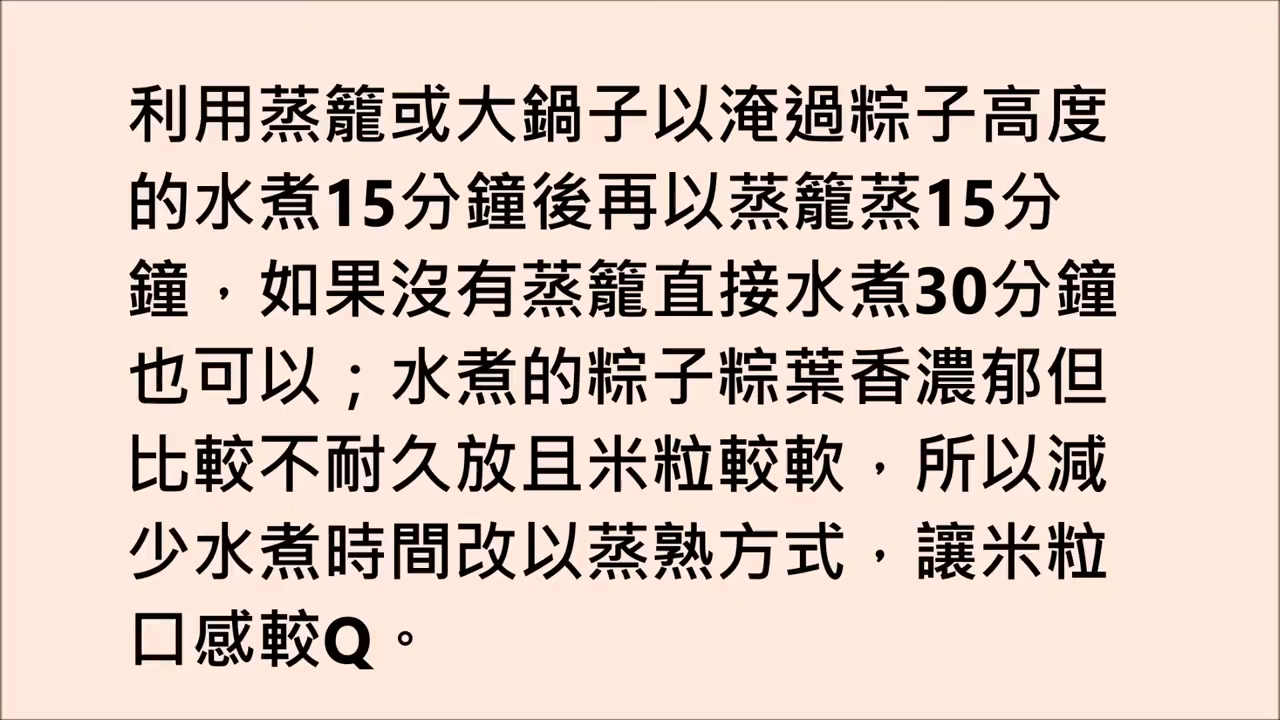 利用蒸籠或大鍋子以淹過粽子高度
的水煮15分鐘後再以蒸籠蒸15分
鐘，如果沒有蒸籠直接水煮30分鐘
也可以；水煮的粽子粽葉香濃郁但
比較不耐久放且米粒較軟，所以減
少水煮時間改以蒸熟方式，讓米粒
口感較Q。